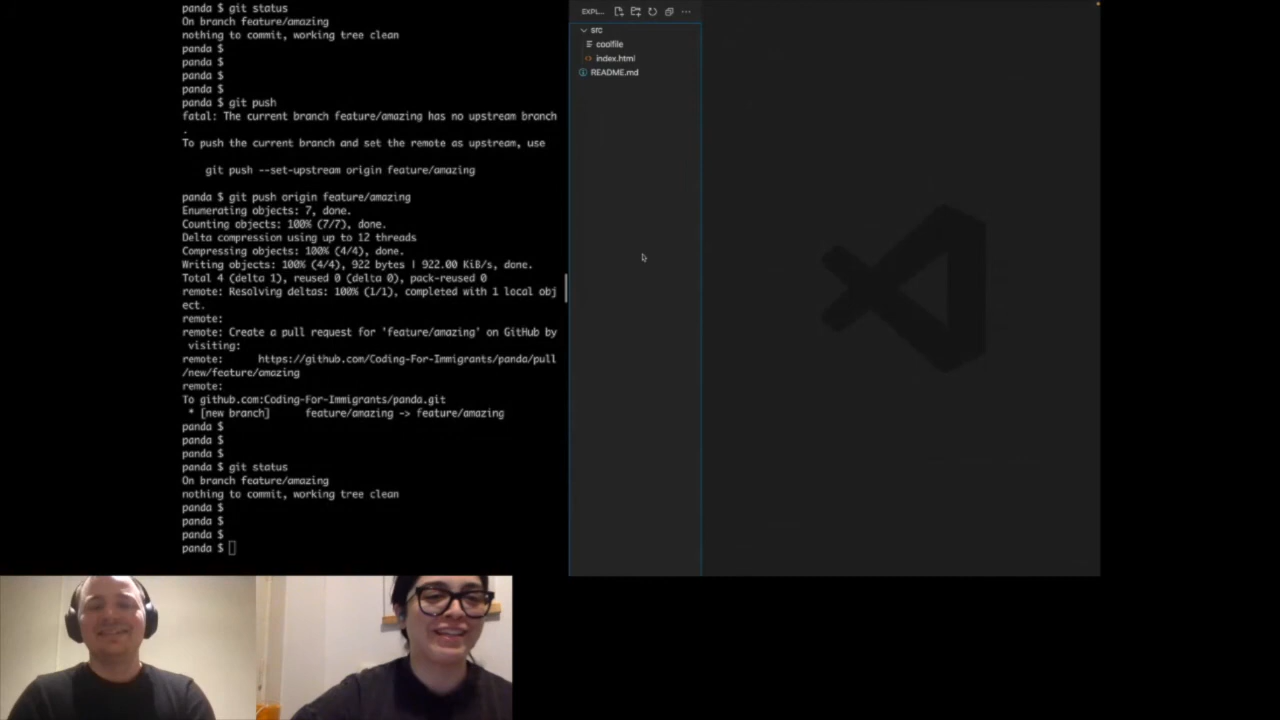 panda $ git status
On branch feature/amazing
nothing to commit, working tree clean
panda $
panda $
panda $
panda $
panda $ git push
fatal: The current branch feature/amazing has no upstream branch
.
To push the current branch and set the remote as upstream, use
git push --set-upstream origin feature/amazing
panda $ git push origin feature/amazing
Enumerating objects: 7, done.
Counting objects: 100% (7/7), done.
Delta compression using up to 12 threads
Compressing objects: 100% (4/4), done.
Writing objects: 100% (4/4), 922 bytes | 922.00 KiB/s, done.
Total 4 (delta 1), reused 0 (delta 0), pack-reused 0
remote: Resolving deltas: 100% (1/1), completed with 1 local obj
ect.
remote:
remote: Create a pull request for 'feature/amazing' on GitHub by
visiting:
remote: https://github.com/Coding-For-Immigrants/panda/pull
/new/feature/amazing
remote:
To github.com:Coding-For-Immigrants/panda.git
* [new branch] feature/amazing -> feature/amazing
panda $
panda $
panda $
panda $ git status
On branch feature/amazing
nothing to commit, working tree clean
panda $
panda $
panda $
panda $
EXPL...
src
coolfile
index.html
README.md